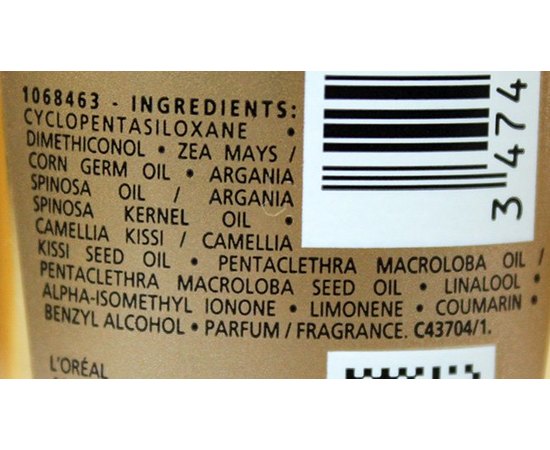 1068463 - INGREDIENTS:
CYCLOPENTASILOXANE •
DIMETHICONOL • ZEA MAYS /
CORN GERM OIL • ARGANIA
SPINOSA OIL / ARGANIA
SPINOSA KERNEL OIL •
CAMELLIA KISSI / CAMELLIA
KISSI SEED OIL • PENTACLETHRA MACROLOBA OIL /
PENTACLETHRA MACROLOBA SEED OIL • LINALOOL •
ALPHA-ISOMETHYL IONONE • LIMONENE • COUMARIN •
BENZYL ALCOHOL • PARFUM / FRAGRANCE. C43704/1.
L'ORÉAL
3 474